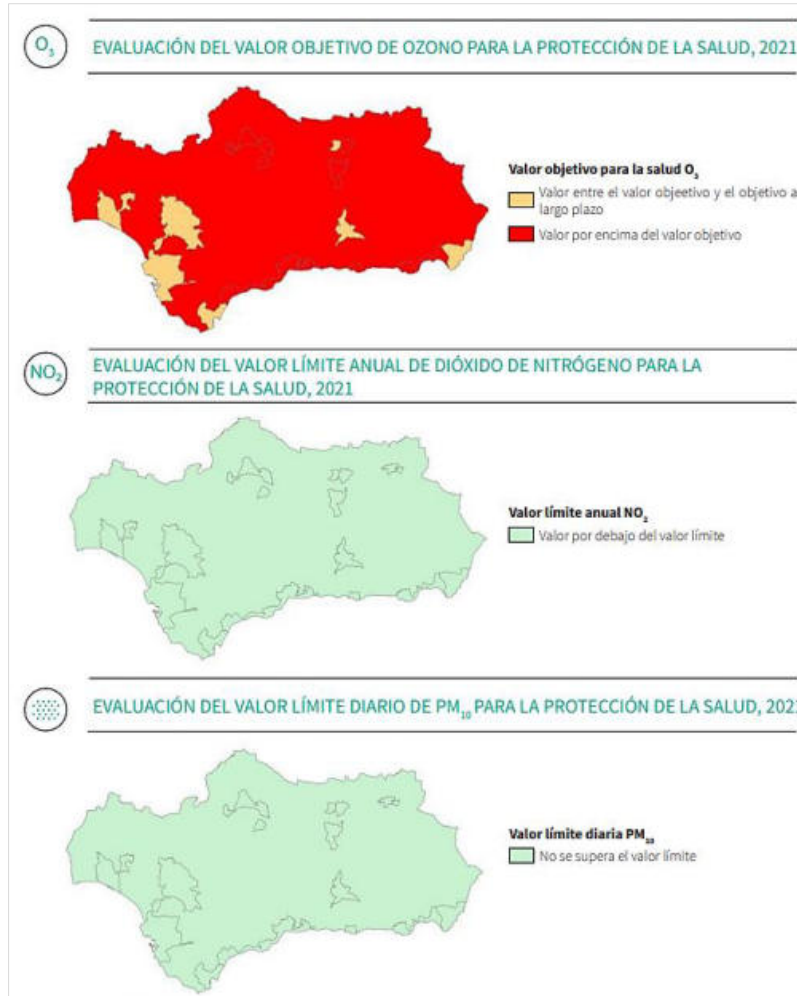 O₃
EVALUACIÓN DEL VALOR OBJETIVO DE OZONO PARA LA PROTECCIÓN DE LA SALUD, 2021
Valor objetivo para la salud O₃
Valor entre el valor objeetivo y el objetivo a
largo plazo
Valor por encima del valor objetivo
NO₂
EVALUACIÓN DEL VALOR LÍMITE ANUAL DE DIÓXIDO DE NITRÓGENO PARA LA
PROTECCIÓN DE LA SALUD, 2021
Valor límite anual NO₂
Valor por debajo del valor límite
EVALUACIÓN DEL VALOR LÍMITE DIARIO DE PM₁₀ PARA LA PROTECCIÓN DE LA SALUD, 2021
Valor límite diaria PM₁₀
No se supera el valor límite